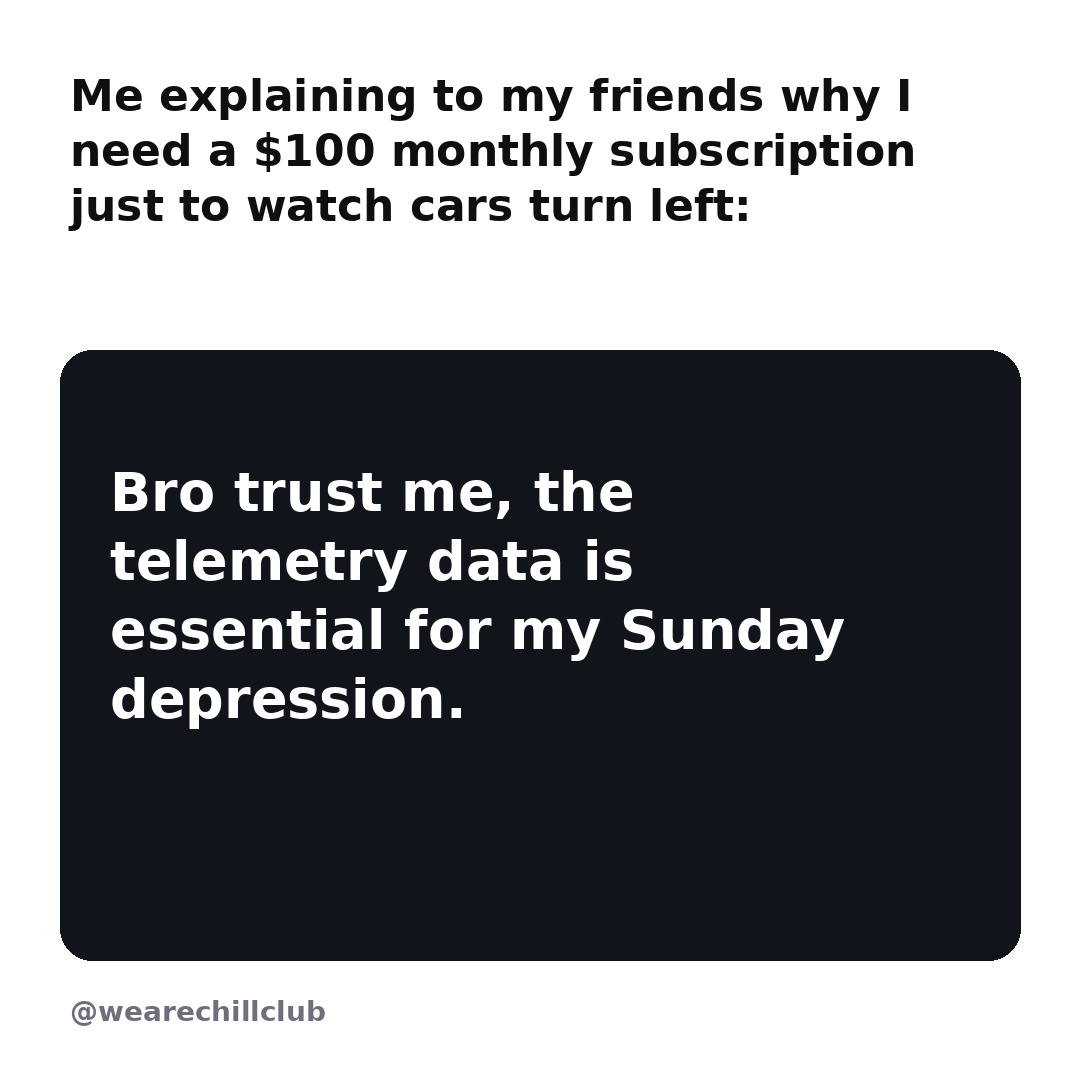 Me explaining to my friends why I
need a $100 monthly subscription
just to watch cars turn left:
Bro trust me, the
telemetry data is
essential for my Sunday
depression.
@wearechillclub